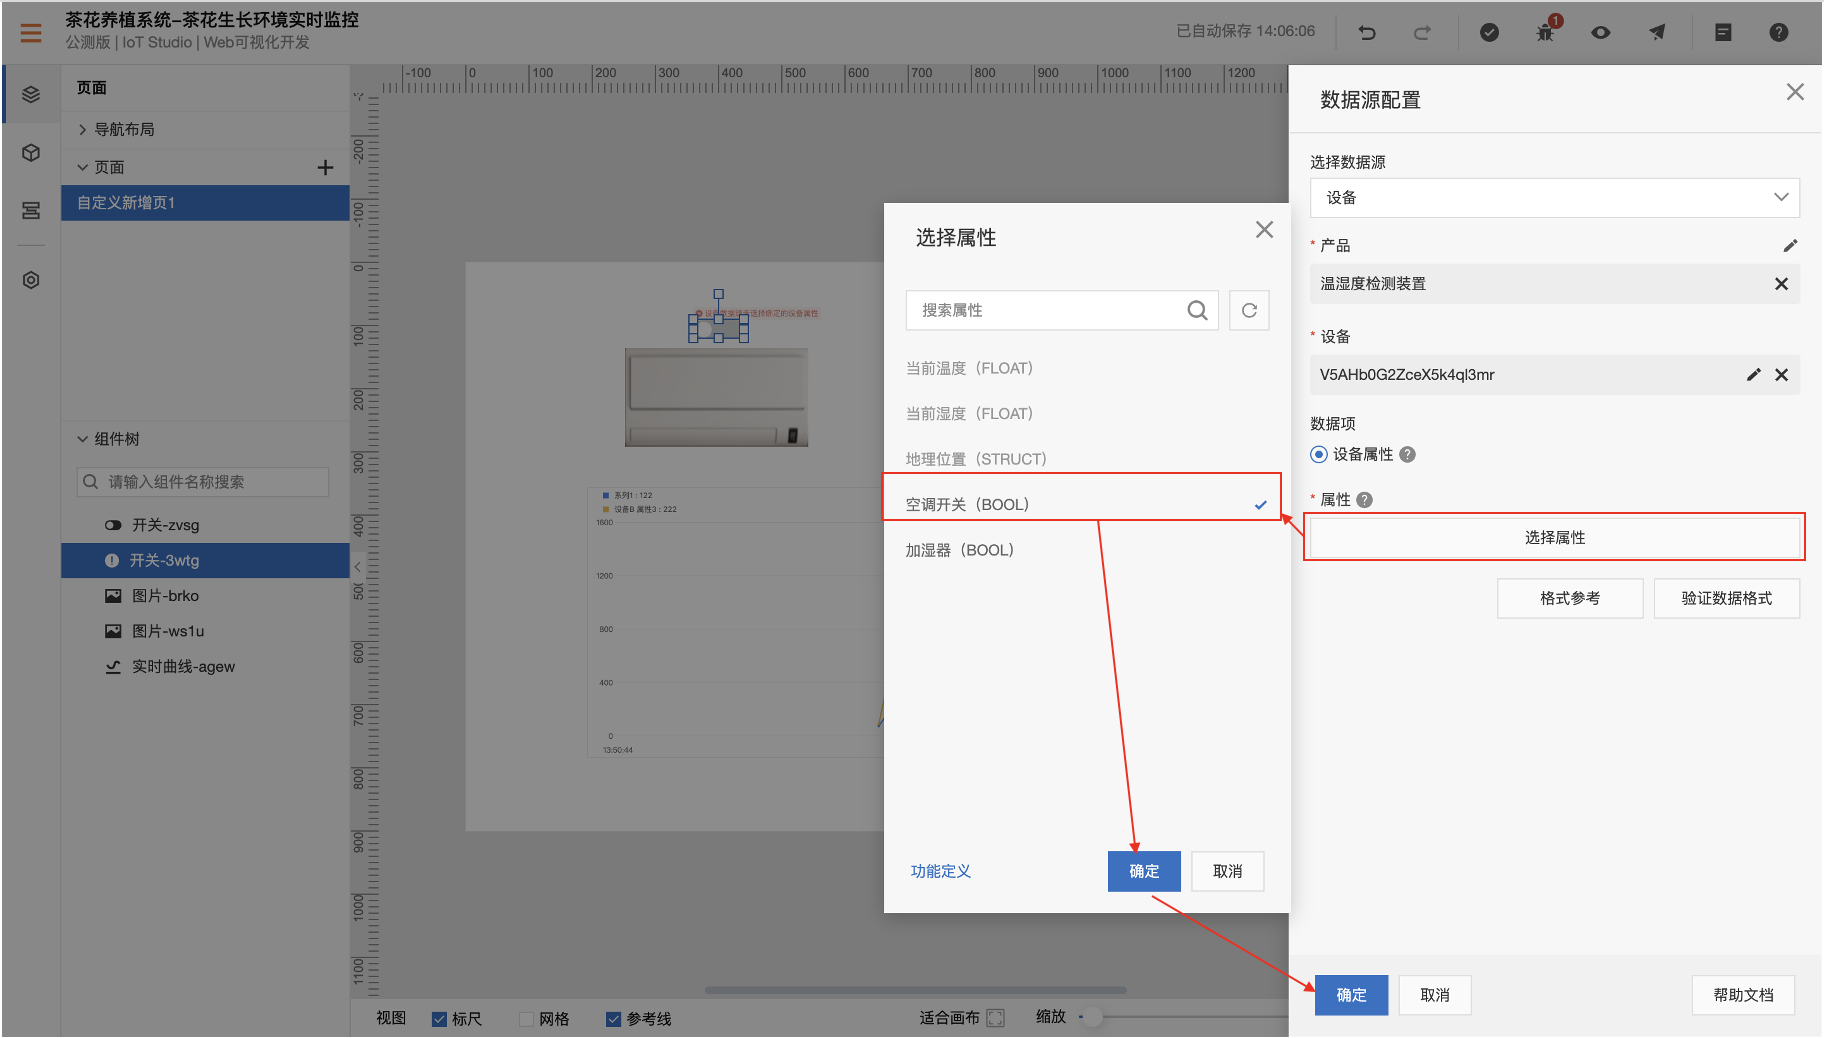 茶花养植系统-茶花生长环境实时监控
公测版 | IoT Studio | Web可视化开发
已自动保存 14:06:06
1
页面
导航布局
页面
自定义新增页1
组件树
请输入组件名称搜索
开关-zvsg
开关-3wtg
图片-brko
图片-ws1u
实时曲线-agew
-100 0 100 200 300 400 500 600 700 800 900 1000 1100 1200
-200
-100
0
100
200
300
400
500
600
700
800
900
1000
1100
系列1 : 122
设备B 属性3 : 222
1600
1200
800
400
0
13:50:44
视图 标尺 网格 参考线 适合画布 缩放
选择属性
搜索属性
当前温度（FLOAT）
当前湿度（FLOAT）
地理位置（STRUCT）
空调开关（BOOL）
加湿器（BOOL）
功能定义 确定 取消
数据源配置
选择数据源
设备
* 产品
温湿度检测装置
* 设备
V5AHb0G2ZceX5k4ql3mr
数据项
设备属性
* 属性
选择属性
格式参考 验证数据格式
确定 取消 帮助文档